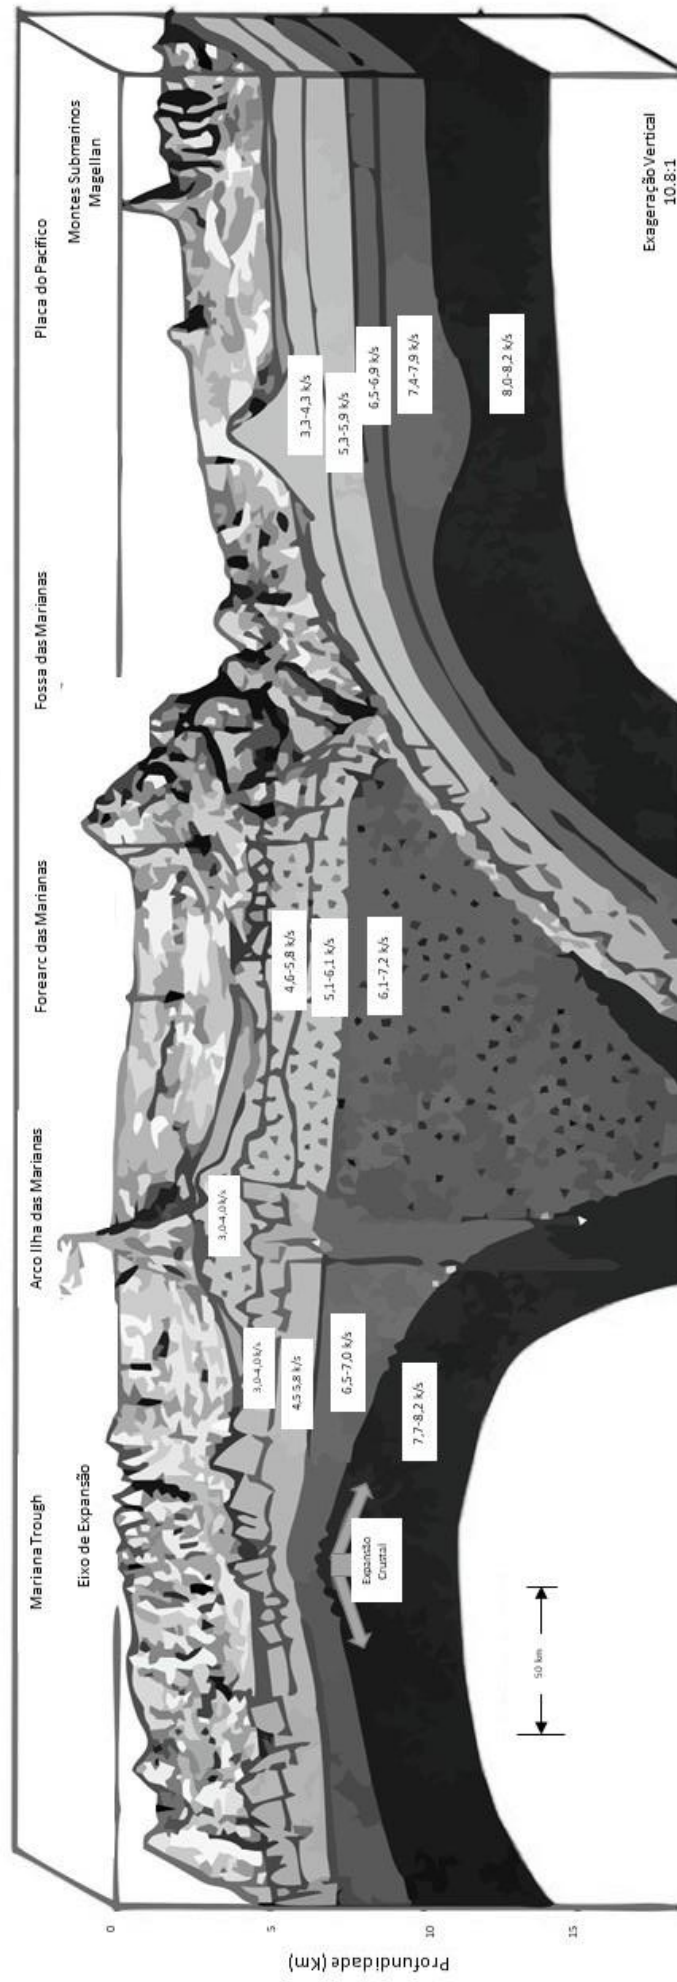 Mariana Trough
Arco Ilha das Marianas
Forearc das Marianas
Fossa das Marianas
Placa do Pacífico
Eixo de Expansão
Montes Submarinos
Magellan
0
5
10
15
Profundidade (Km)
3,0-4,0 k/s
4,5 5,8 k/s
6,5-7,0 k/s
7,7-8,2 k/s
Expansão
Crustal
50 km
3,0-4,0 k/s
4,6-5,8 k/s
5,1-6,1 k/s
6,1-7,2 k/s
3,3-4,3 k/s
5,3-5,9 k/s
6,5-6,9 k/s
7,4-7,9 k/s
8,0-8,2 k/s
Exageração Vertical
10.8:1